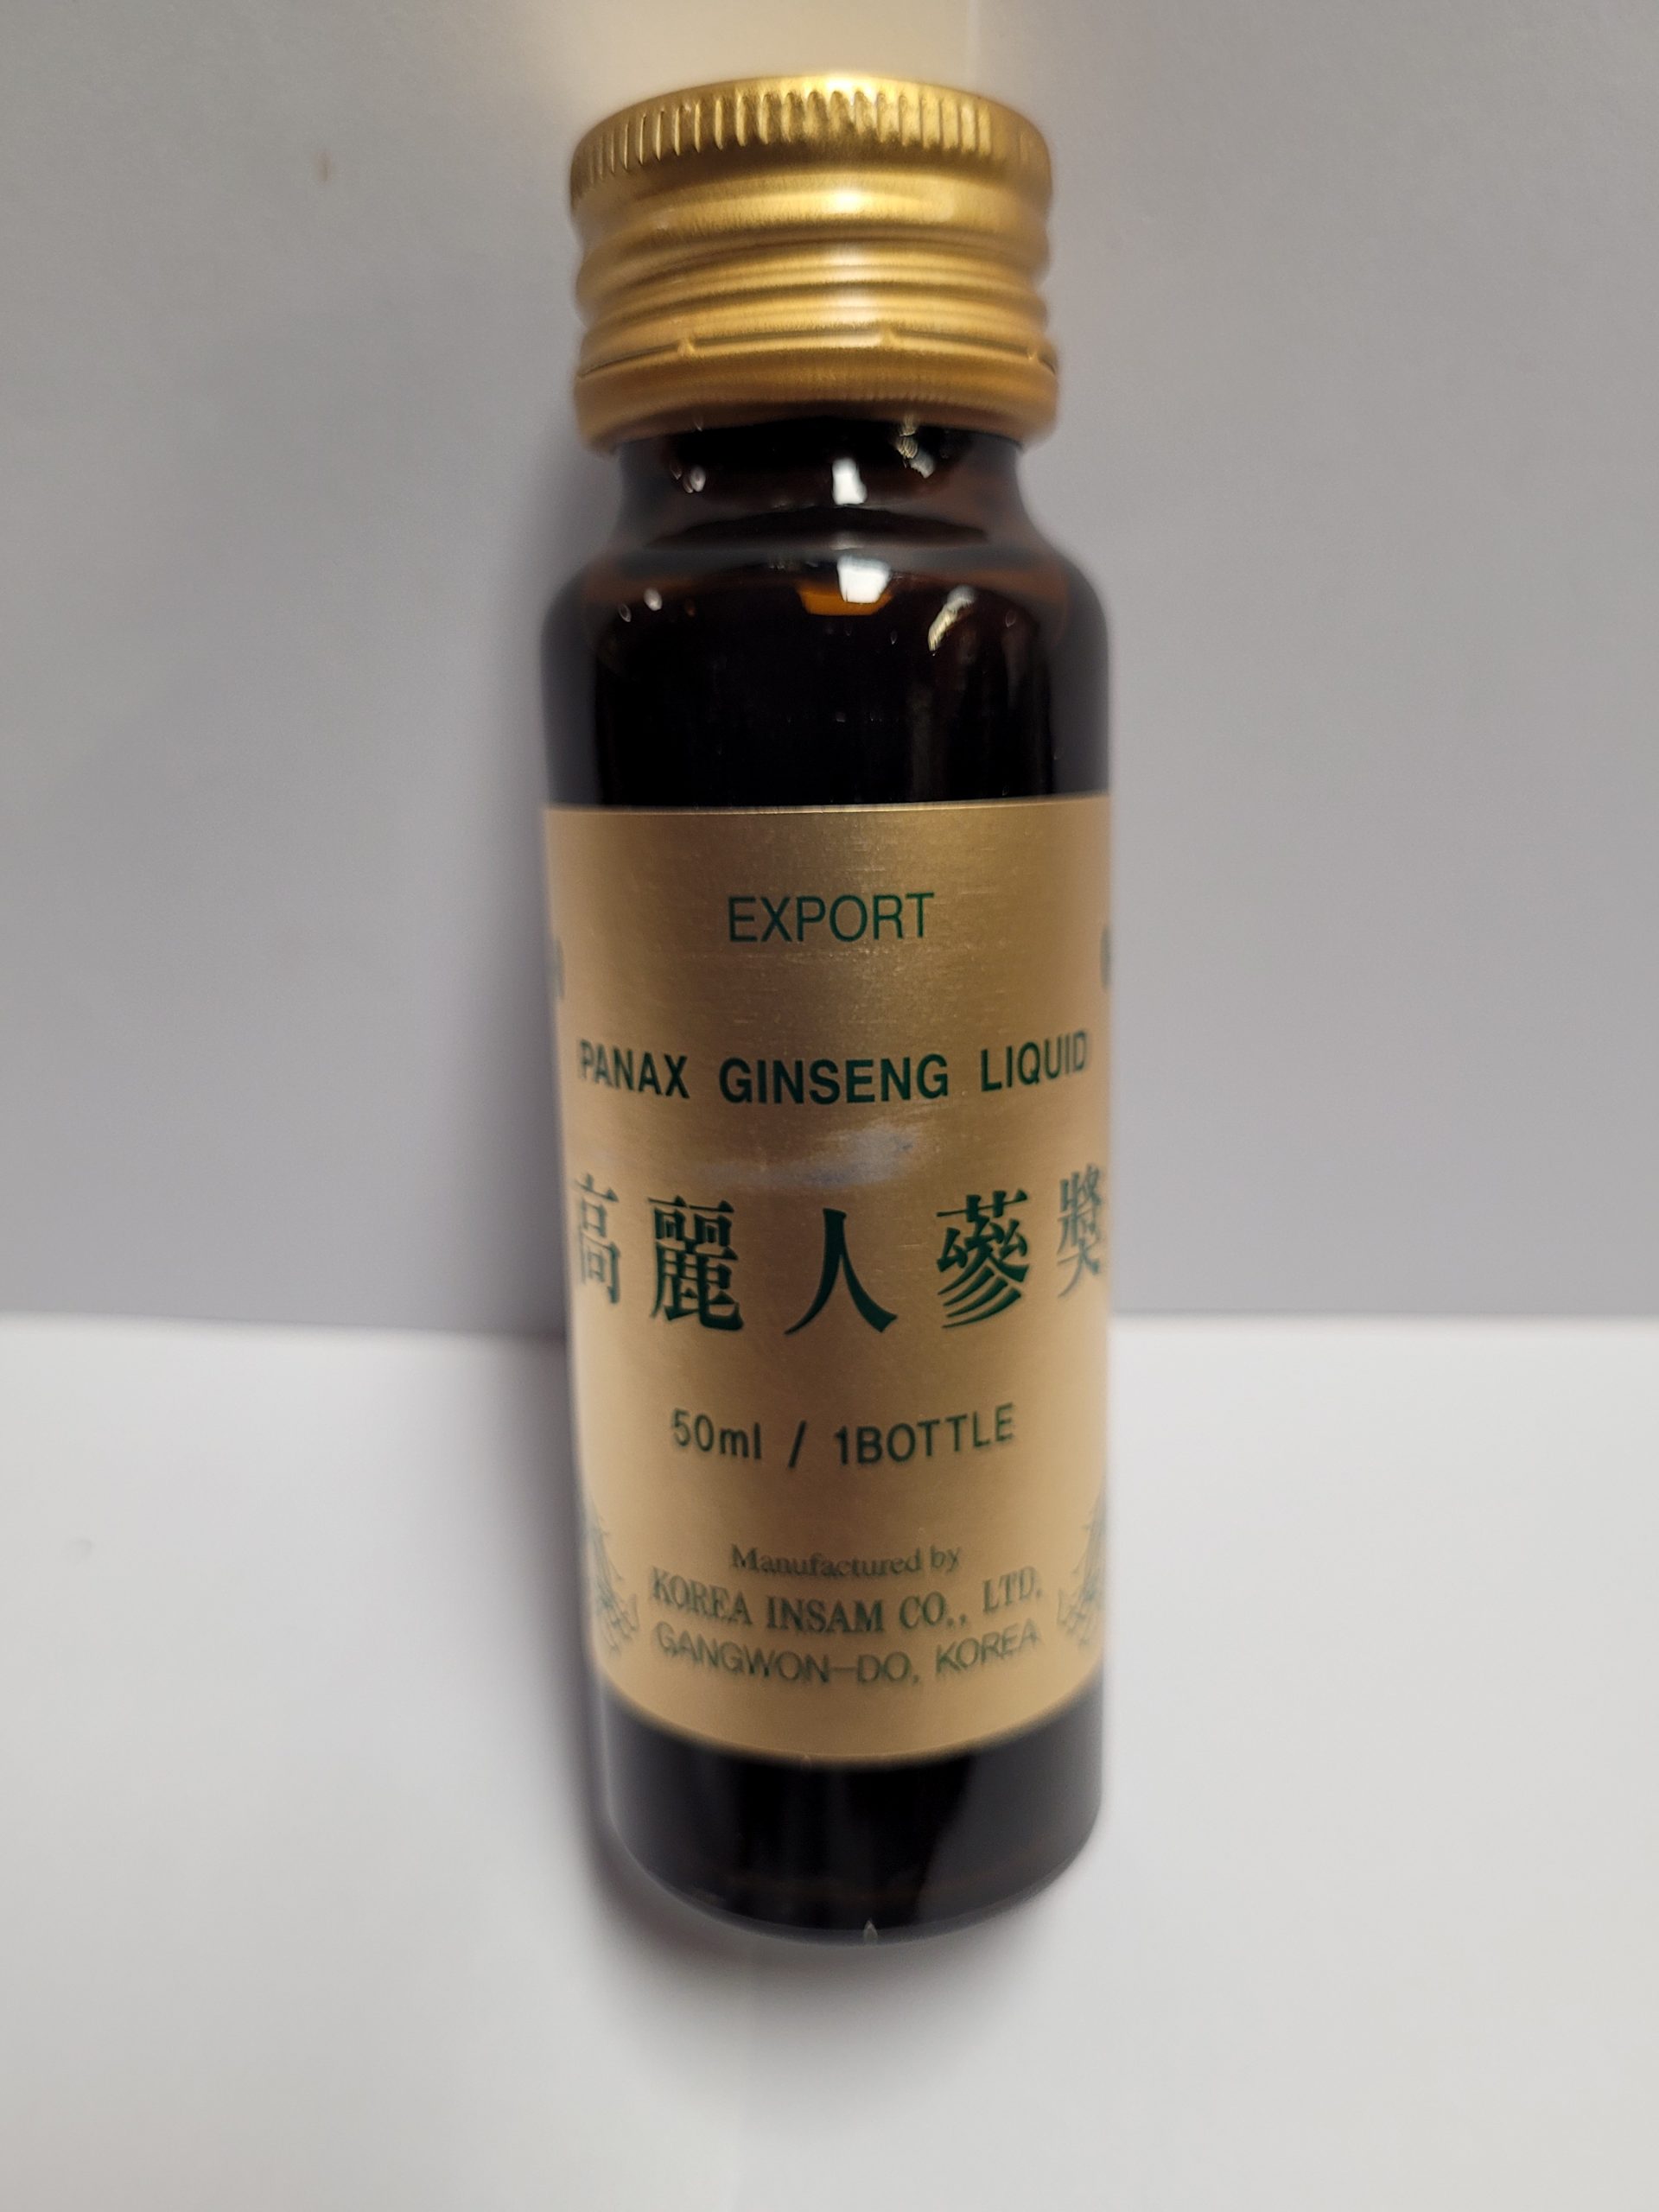 EXPORT
PANAX GINSENG LIQUID
高麗人蔘獎
50ml / 1BOTTLE
Manufactured by
KOREA INSAM CO., LTD.
GANGWON-DO, KOREA